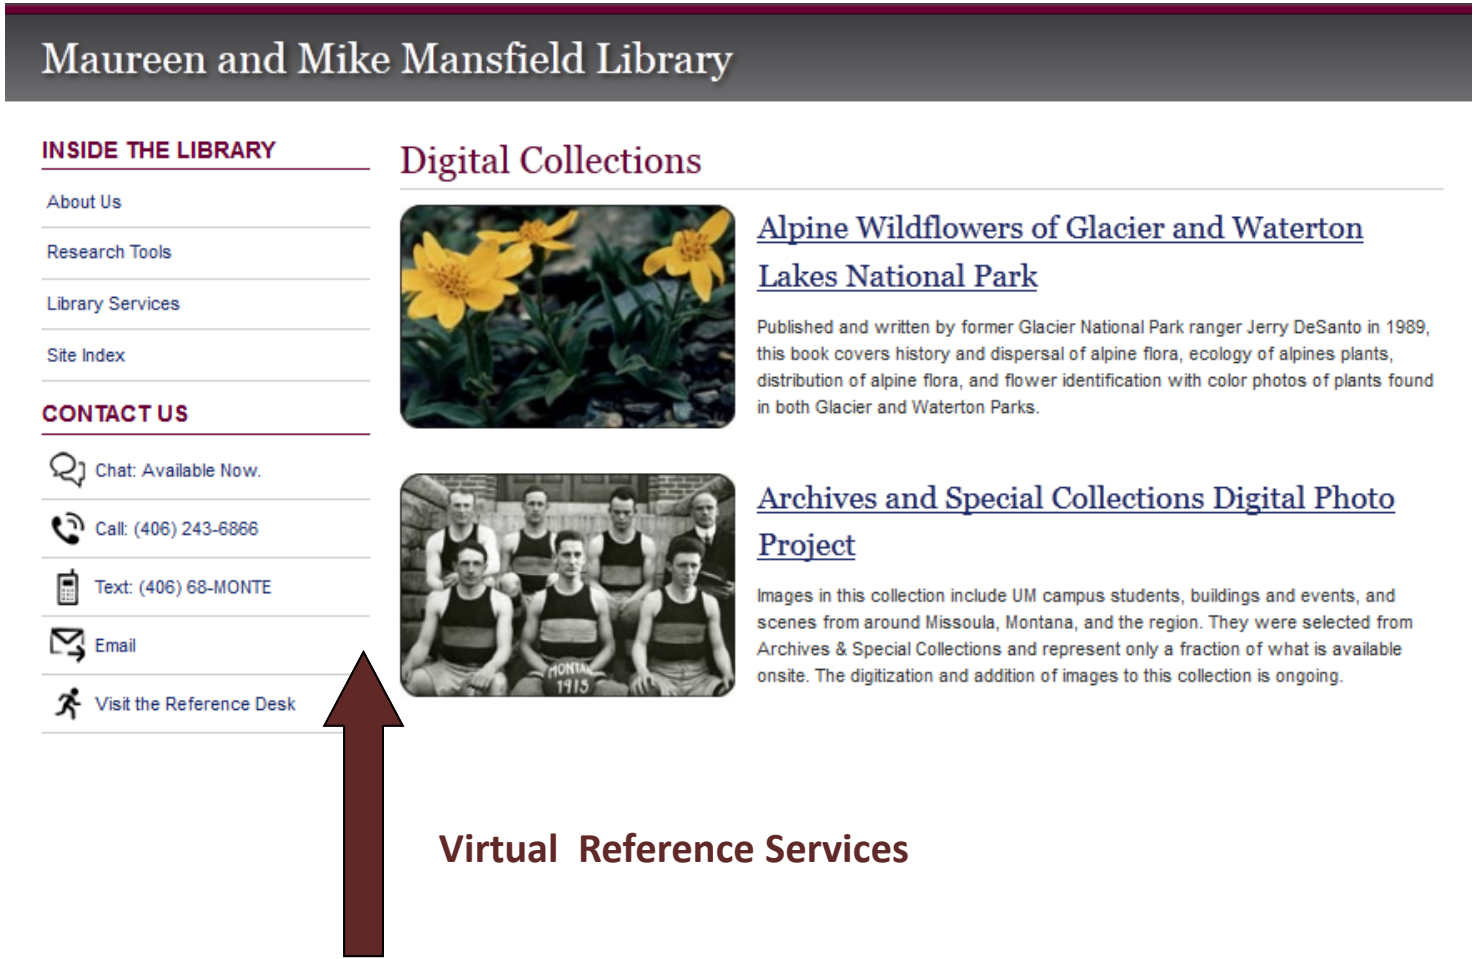 Maureen and Mike Mansfield Library
INSIDE THE LIBRARY
About Us
Research Tools
Library Services
Site Index
CONTACT US
Chat: Available Now.
Call: (406) 243-6866
Text: (406) 68-MONTE
Email
Visit the Reference Desk
Digital Collections
Alpine Wildflowers of Glacier and Waterton
Lakes National Park
Published and written by former Glacier National Park ranger Jerry DeSanto in 1989,
this book covers history and dispersal of alpine flora, ecology of alpines plants,
distribution of alpine flora, and flower identification with color photos of plants found
in both Glacier and Waterton Parks.
MONTANA
1915
Archives and Special Collections Digital Photo
Project
Images in this collection include UM campus students, buildings and events, and
scenes from around Missoula, Montana, and the region. They were selected from
Archives & Special Collections and represent only a fraction of what is available
onsite. The digitization and addition of images to this collection is ongoing.
Virtual Reference Services